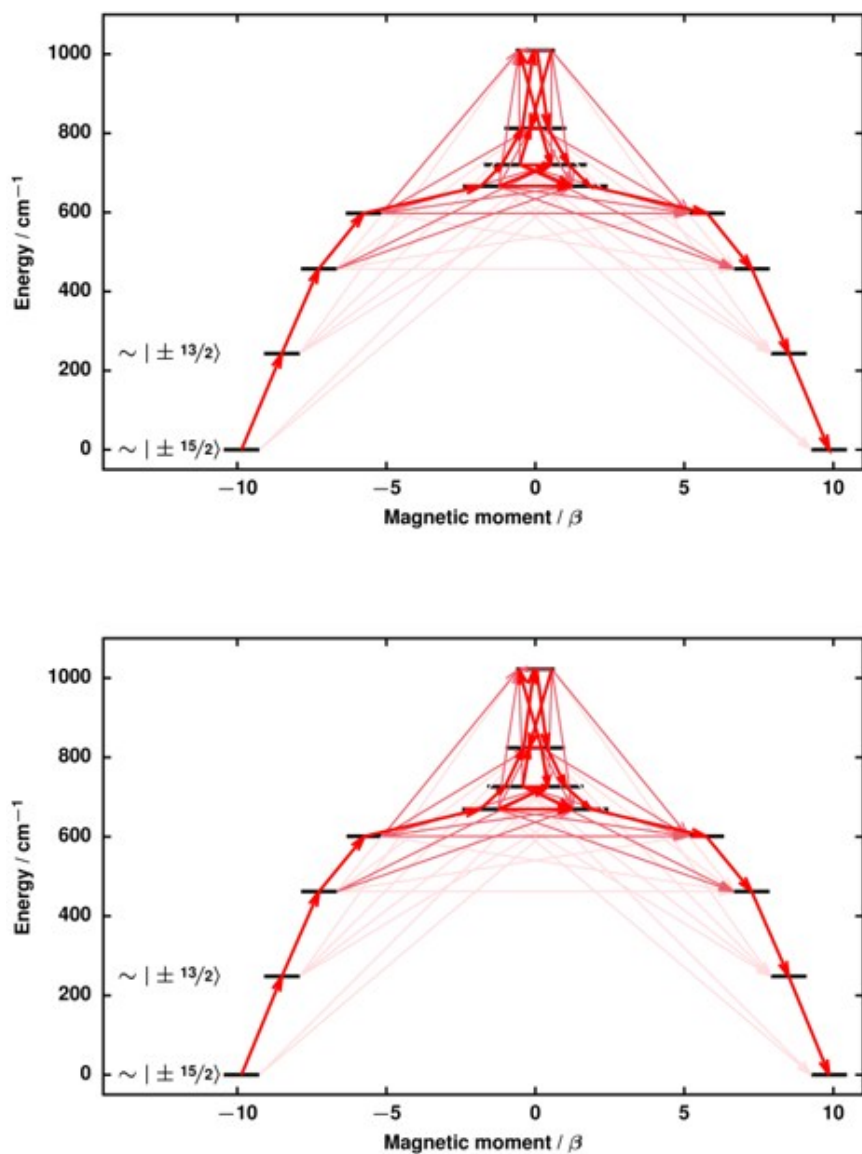 1000
800
600
400
200
0
Energy / cm⁻¹
∼ | ± 13/2⟩
∼ | ± 15/2⟩
−10 −5 0 5 10
Magnetic moment / β
1000
800
600
400
200
0
Energy / cm⁻¹
∼ | ± 13/2⟩
∼ | ± 15/2⟩
−10 −5 0 5 10
Magnetic moment / β